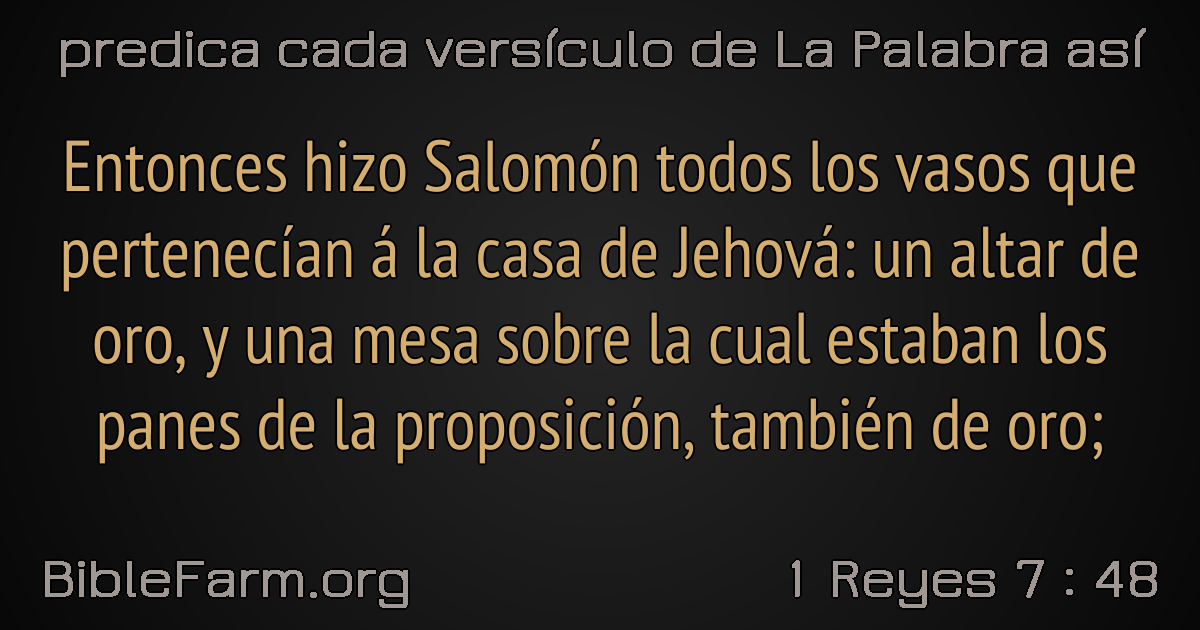 predica cada versículo de La Palabra así
Entonces hizo Salomón todos los vasos que
pertenecían á la casa de Jehová: un altar de
oro, y una mesa sobre la cual estaban los
panes de la proposición, también de oro;
BibleFarm.org
1 Reyes 7 : 48